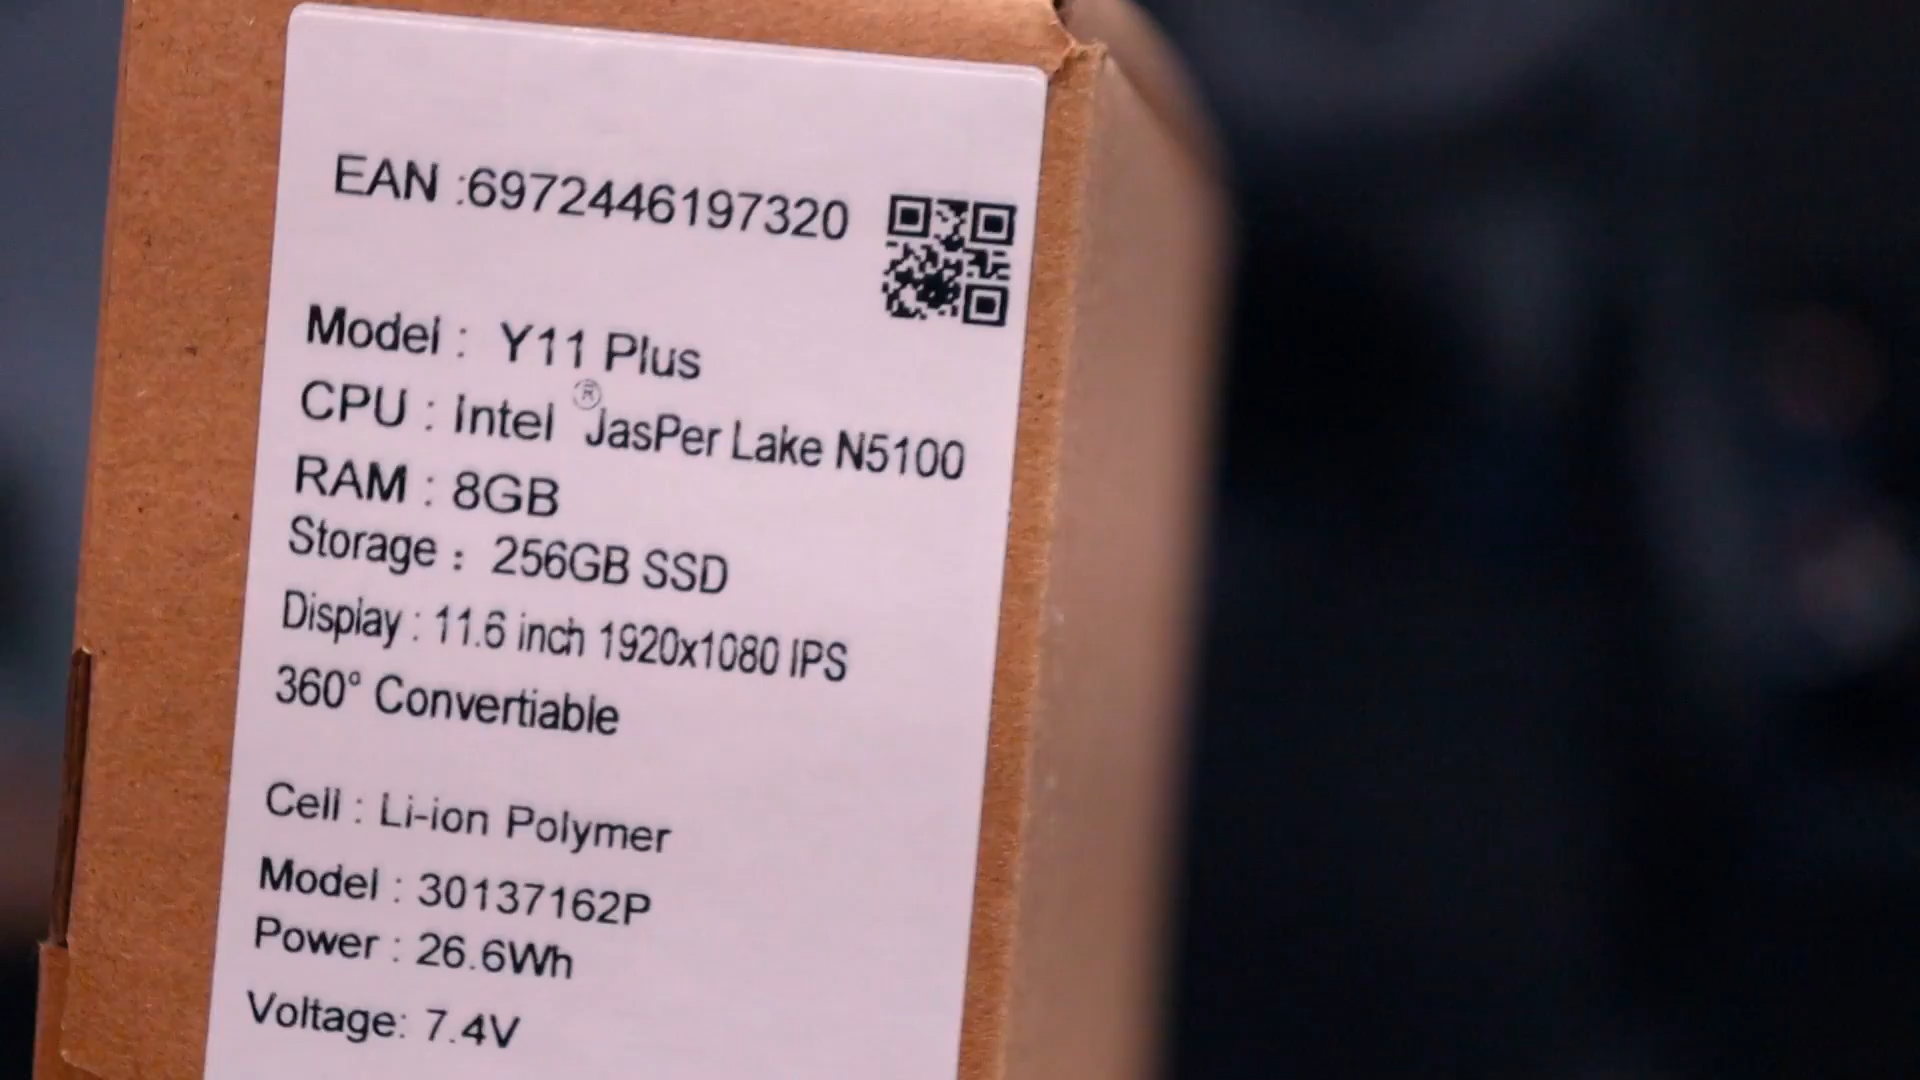 EAN :6972446197320
Model : Y11 Plus
CPU : Intel ® JasPer Lake N5100
RAM : 8GB
Storage : 256GB SSD
Display : 11.6 inch 1920x1080 IPS
360° Convertiable
Cell : Li-ion Polymer
Model : 30137162P
Power : 26.6Wh
Voltage: 7.4V